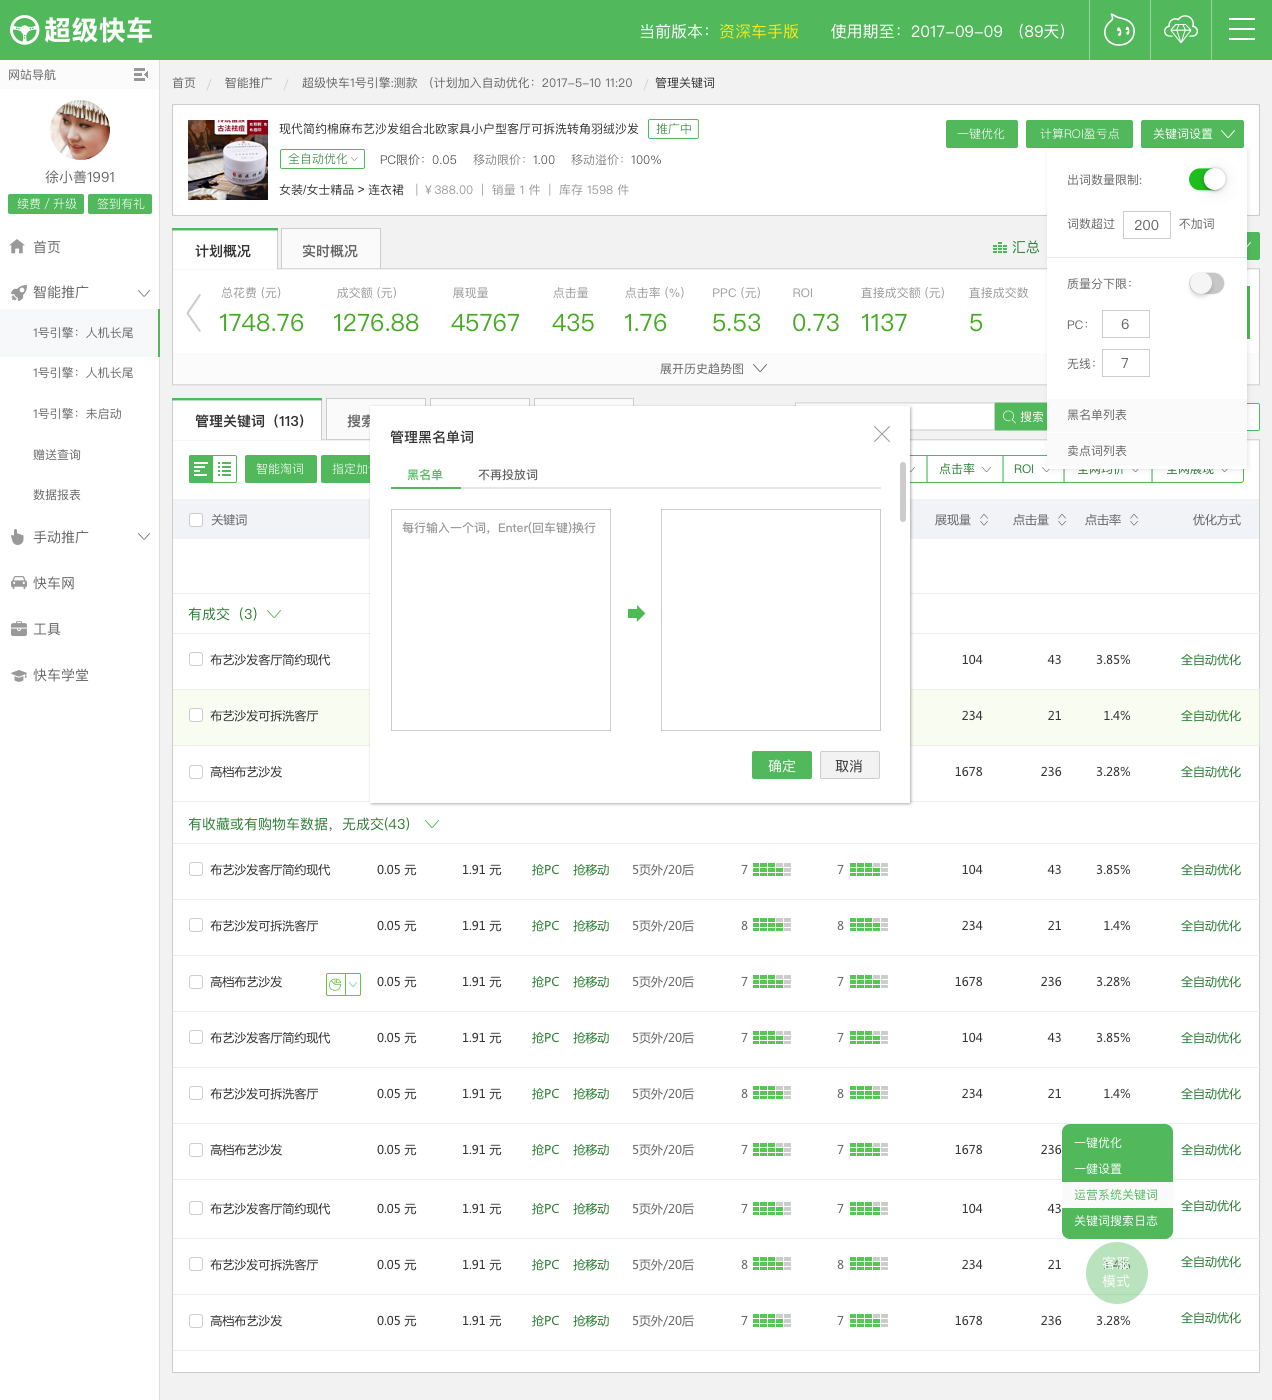 超级快车
当前版本：资深车手版 使用期至：2017-09-09 （89天）
网站导航
徐小善1991
续费 / 升级 签到有礼
首页
智能推广
1号引擎：人机长尾
1号引擎：人机长尾
1号引擎：未启动
赠送查询
数据报表
手动推广
快车网
工具
快车学堂
首页 / 智能推广 / 超级快车1号引擎:测款 （计划加入自动优化：2017-5-10 11:20 / 管理关键词
现代简约棉麻布艺沙发组合北欧家具小户型客厅可拆洗转角羽绒沙发 推广中
全自动优化 PC限价：0.05 移动限价：1.00 移动溢价：100%
女装/女士精品 > 连衣裙 | ¥ 388.00 | 销量 1 件 | 库存 1598 件
古法祛痘
一键优化 计算ROI盈亏点 关键词设置
出词数量限制:
词数超过 200 不加词
质量分下限：
PC： 6
无线： 7
黑名单列表
卖点词列表
计划概况 实时概况 汇总
总花费 (元) 成交额 (元) 展现量 点击量 点击率 (%) PPC (元) ROI 直接成交额 (元) 直接成交数
1748.76 1276.88 45767 435 1.76 5.53 0.73 1137 5
展开历史趋势图
管理关键词（113） 搜索
智能淘词 指定加
搜索
点击率 ROI 全网均价 全网展现
关键词 展现量 点击量 点击率 优化方式
管理黑名单词
黑名单 不再投放词
每行输入一个词，Enter(回车键)换行
确定 取消
有成交（3）
布艺沙发客厅简约现代 104 43 3.85% 全自动优化
布艺沙发可拆洗客厅 234 21 1.4% 全自动优化
高档布艺沙发 1678 236 3.28% 全自动优化
有收藏或有购物车数据，无成交(43)
布艺沙发客厅简约现代 0.05 元 1.91 元 抢PC 抢移动 5页外/20后 7 7 104 43 3.85% 全自动优化
布艺沙发可拆洗客厅 0.05 元 1.91 元 抢PC 抢移动 5页外/20后 8 8 234 21 1.4% 全自动优化
高档布艺沙发 0.05 元 1.91 元 抢PC 抢移动 5页外/20后 7 7 1678 236 3.28% 全自动优化
布艺沙发客厅简约现代 0.05 元 1.91 元 抢PC 抢移动 5页外/20后 7 7 104 43 3.85% 全自动优化
布艺沙发可拆洗客厅 0.05 元 1.91 元 抢PC 抢移动 5页外/20后 8 8 234 21 1.4% 全自动优化
高档布艺沙发 0.05 元 1.91 元 抢PC 抢移动 5页外/20后 7 7 1678 236 全自动优化
布艺沙发客厅简约现代 0.05 元 1.91 元 抢PC 抢移动 5页外/20后 7 7 104 43 全自动优化
布艺沙发可拆洗客厅 0.05 元 1.91 元 抢PC 抢移动 5页外/20后 8 8 234 21 全自动优化
高档布艺沙发 0.05 元 1.91 元 抢PC 抢移动 5页外/20后 7 7 1678 236 3.28% 全自动优化
一键优化
一健设置
运营系统关键词
关键词搜索日志
客服
模式